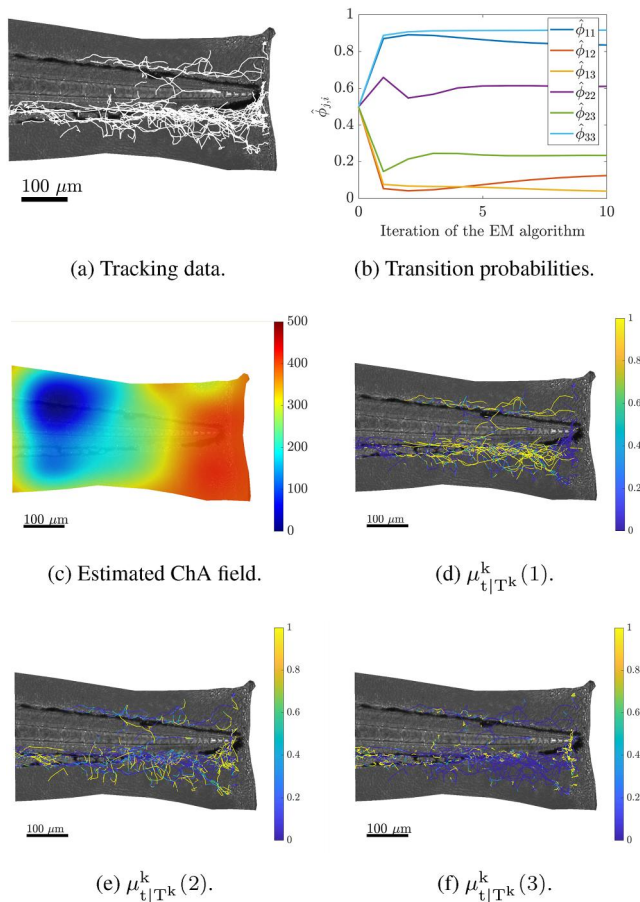 100 μm
(a) Tracking data.
1
0.8
0.6
0.4
0.2
0
0 5 10
φ̂j,i
Iteration of the EM algorithm
φ̂11
φ̂12
φ̂13
φ̂22
φ̂23
φ̂33
(b) Transition probabilities.
500
400
300
200
100
0
100 μm
(c) Estimated ChA field.
1
0.8
0.6
0.4
0.2
0
100 μm
(d) μ^k_{t|T^k}(1).
1
0.8
0.6
0.4
0.2
0
100 μm
(e) μ^k_{t|T^k}(2).
1
0.8
0.6
0.4
0.2
0
100 μm
(f) μ^k_{t|T^k}(3).